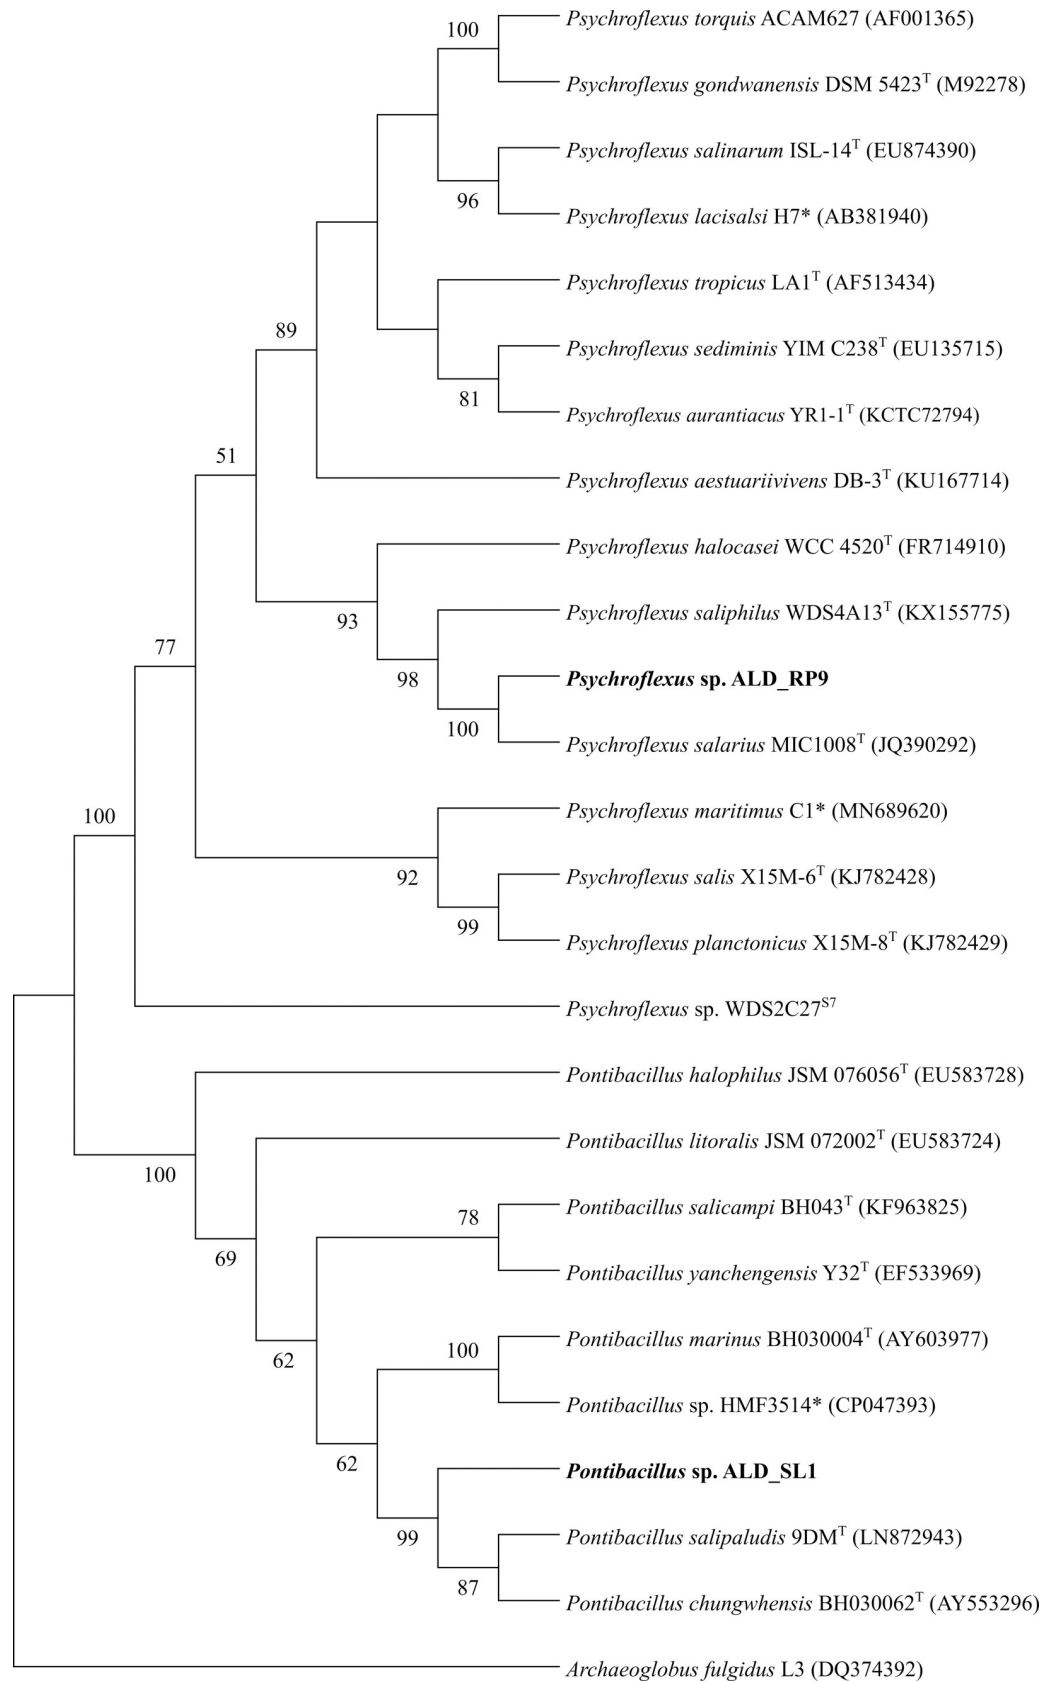 Psychroflexus torquis ACAM627 (AF001365)
100
Psychroflexus gondwanensis DSM 5423ᵀ (M92278)
Psychroflexus salinarum ISL-14ᵀ (EU874390)
96
Psychroflexus lacisalsi H7* (AB381940)
Psychroflexus tropicus LA1ᵀ (AF513434)
89
Psychroflexus sediminis YIM C238ᵀ (EU135715)
81
Psychroflexus aurantiacus YR1-1ᵀ (KCTC72794)
51
Psychroflexus aestuariivivens DB-3ᵀ (KU167714)
Psychroflexus halocasei WCC 4520ᵀ (FR714910)
93
Psychroflexus saliphilus WDS4A13ᵀ (KX155775)
77
98
Psychroflexus sp. ALD_RP9
100
Psychroflexus salarius MIC1008ᵀ (JQ390292)
Psychroflexus maritimus C1* (MN689620)
100
92
Psychroflexus salis X15M-6ᵀ (KJ782428)
99
Psychroflexus planctonicus X15M-8ᵀ (KJ782429)
Psychroflexus sp. WDS2C27ˢ⁷
Pontibacillus halophilus JSM 076056ᵀ (EU583728)
Pontibacillus litoralis JSM 072002ᵀ (EU583724)
100
78
Pontibacillus salicampi BH043ᵀ (KF963825)
69
Pontibacillus yanchengensis Y32ᵀ (EF533969)
Pontibacillus marinus BH030004ᵀ (AY603977)
100
62
Pontibacillus sp. HMF3514* (CP047393)
62
Pontibacillus sp. ALD_SL1
99
Pontibacillus salipaludis 9DMᵀ (LN872943)
87
Pontibacillus chungwhensis BH030062ᵀ (AY553296)
Archaeoglobus fulgidus L3 (DQ374392)